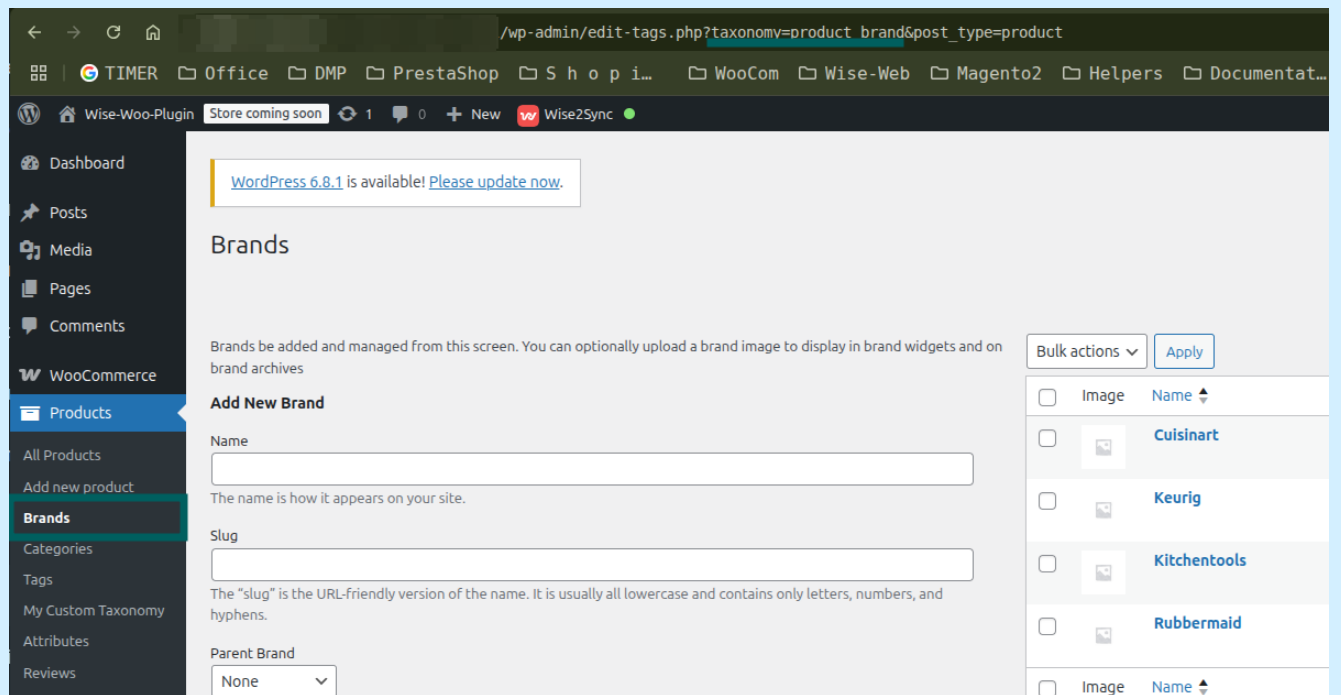 /wp-admin/edit-tags.php?taxonomy=product_brand&post_type=product
TIMER Office DMP PrestaShop S h o p i… WooCom Wise-Web Magento2 Helpers Documentat…
Wise-Woo-Plugin Store coming soon 1 0 + New Wise2Sync
Dashboard
WordPress 6.8.1 is available! Please update now.
Posts
Media
Pages
Comments
WooCommerce
Products
All Products
Add new product
Brands
Categories
Tags
My Custom Taxonomy
Attributes
Reviews
Brands
Brands be added and managed from this screen. You can optionally upload a brand image to display in brand widgets and on
brand archives
Add New Brand
Name
The name is how it appears on your site.
Slug
The “slug” is the URL-friendly version of the name. It is usually all lowercase and contains only letters, numbers, and
hyphens.
Parent Brand
None
Bulk actions Apply
Image Name
Cuisinart
Keurig
Kitchentools
Rubbermaid
Image Name